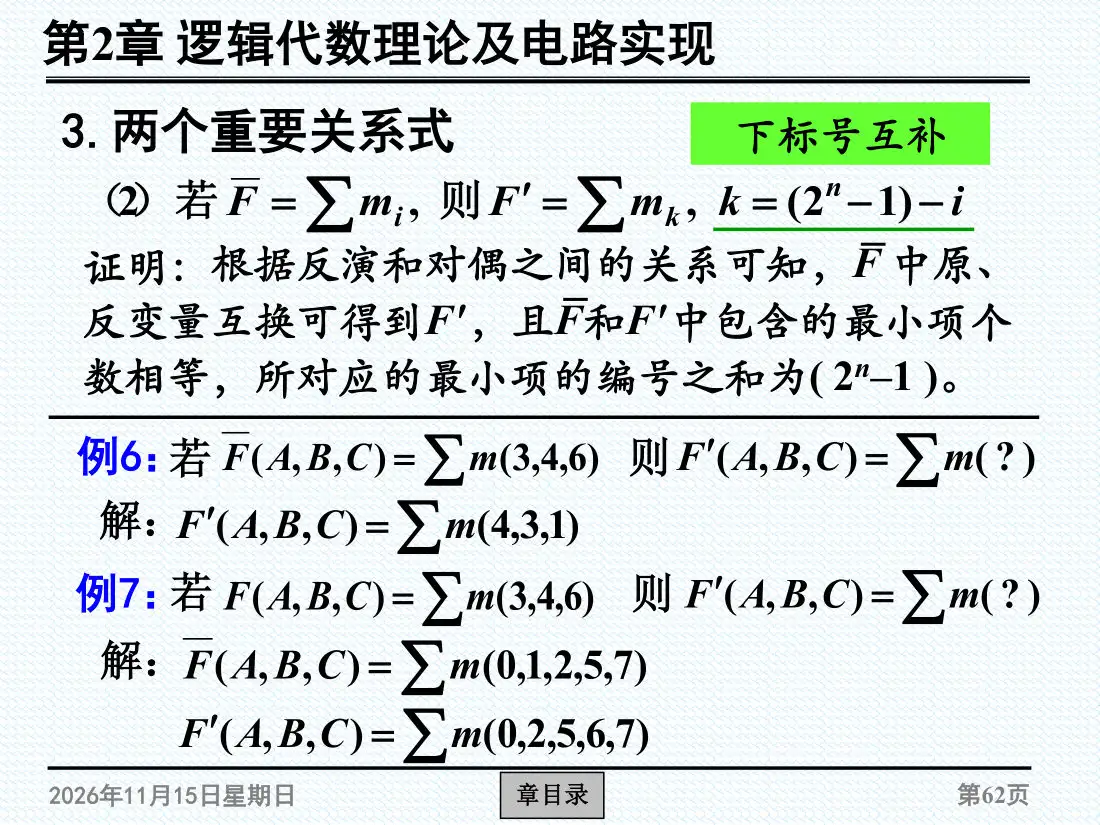 第2章 逻辑代数理论及电路实现
3.两个重要关系式
下标号互补
⑵ 若 F̅ = ∑mᵢ, 则 F′ = ∑mₖ, k = (2ⁿ − 1) − i
证明：根据反演和对偶之间的关系可知，F̅ 中原、
反变量互换可得到F′，且F̅和F′中包含的最小项个
数相等，所对应的最小项的编号之和为( 2ⁿ–1 )。
例6：若 F̅(A,B,C) = ∑m(3,4,6) 则 F′(A,B,C) = ∑m( ? )
解：F′(A,B,C) = ∑m(4,3,1)
例7：若 F(A,B,C) = ∑m(3,4,6) 则 F′(A,B,C) = ∑m( ? )
解：F̅(A,B,C) = ∑m(0,1,2,5,7)
F′(A,B,C) = ∑m(0,2,5,6,7)
2026年11月15日星期日 章目录 第62页